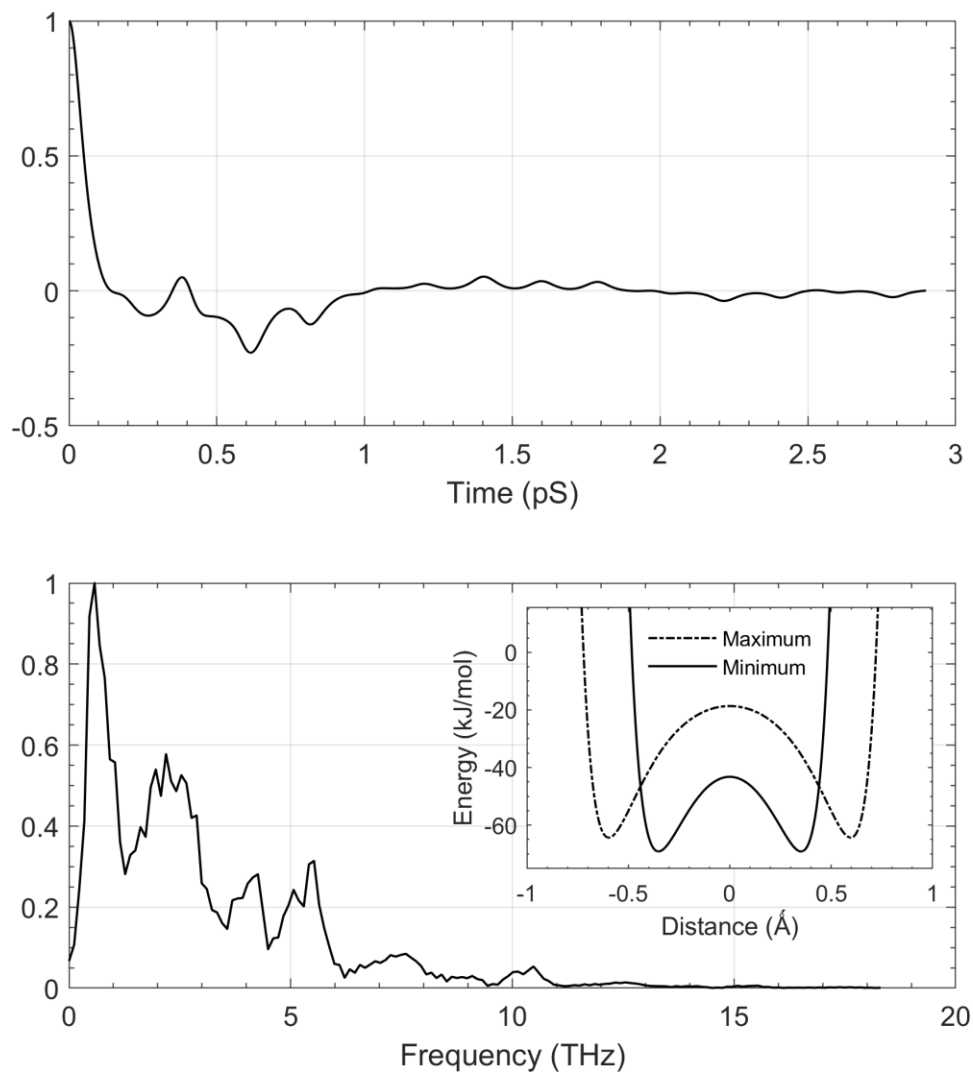 1
0.5
0
-0.5
0 0.5 1 1.5 2 2.5 3
Time (pS)
1
0.8
0.6
0.4
0.2
0
0 5 10 15 20
Frequency (THz)
Maximum
Minimum
0
-20
-40
-60
Energy (kJ/mol)
-1 -0.5 0 0.5 1
Distance (Ǻ)